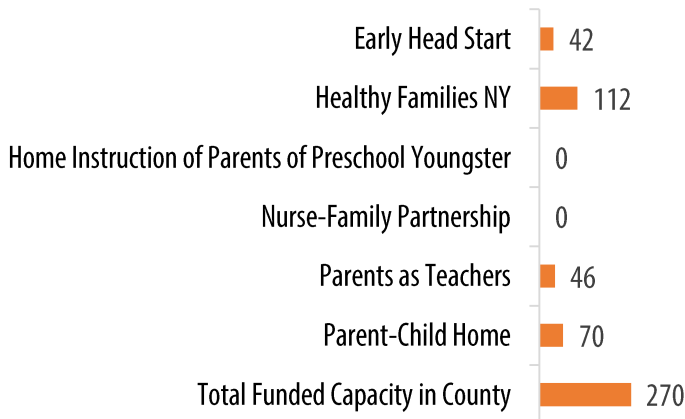 Early Head Start 42
Healthy Families NY 112
Home Instruction of Parents of Preschool Youngster 0
Nurse-Family Partnership 0
Parents as Teachers 46
Parent-Child Home 70
Total Funded Capacity in County 270